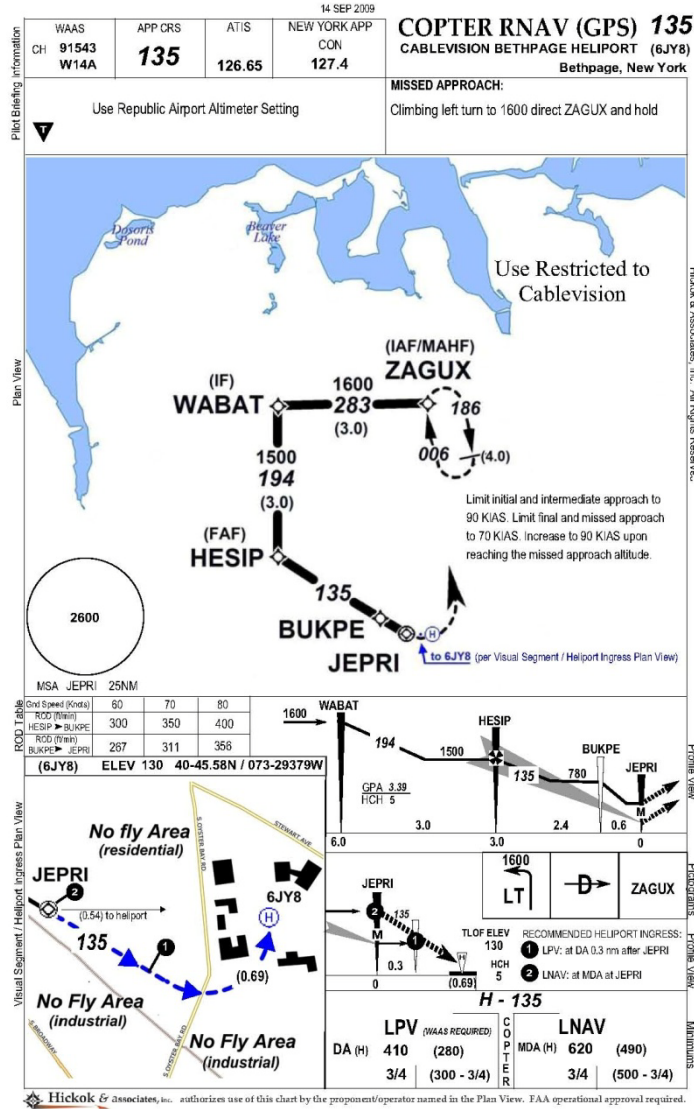 14 SEP 2009
WAAS
CH 91543
W14A
APP CRS
135
ATIS
126.65
NEW YORK APP
CON
127.4
COPTER RNAV (GPS) 135
CABLEVISION BETHPAGE HELIPORT (6JY8)
Bethpage, New York
Pilot Briefing Information
Use Republic Airport Altimeter Setting
T
MISSED APPROACH:
Climbing left turn to 1600 direct ZAGUX and hold
Plan View
Dosoris
Pond
Beaver
Lake
Use Restricted to
Cablevision
(IAF/MAHF)
ZAGUX
(IF)
WABAT
1600
283
(3.0)
186
006
(4.0)
1500
194
(3.0)
(FAF)
HESIP
Limit initial and intermediate approach to
90 KIAS. Limit final and missed approach
to 70 KIAS. Increase to 90 KIAS upon
reaching the missed approach altitude.
135
BUKPE
JEPRI
H
to 6JY8 (per Visual Segment / Heliport Ingress Plan View)
2600
MSA JEPRI 25NM
ROD Table
Gnd Speed (Knots) 60 70 80
ROD (ft/min)
HESIP BUKPE 300 350 400
ROD (ft/min)
BUKPE JEPRI 267 311 356
(6JY8) ELEV 130 40-45.58N / 073-29379W
WABAT
1600
194
HESIP
1500
135
BUKPE
780
JEPRI
M
GPA 3.39
HCH 5
3.0
2.4
0.6
6.0
3.0
0
Profile View
Visual Segment / Heliport Ingress Plan View
No fly Area
(residential)
S.OYSTER BAY RD.
STEWART AVE
JEPRI
2
(0.54) to heliport
6JY8
H
135
1
(0.69)
No Fly Area
(industrial)
S.BROADWAY
S.OYSTER BAY RD
No Fly Area
(industrial)
JEPRI
2
135
M
1
0.3
0
H
(0.69)
TLOF ELEV
130
HCH
5
1600
LT
D
ZAGUX
RECOMMENDED HELIPORT INGRESS:
1 LPV: at DA 0.3 nm after JEPRI
2 LNAV: at MDA at JEPRI
Profile View
H - 135
LPV (WAAS REQUIRED)
DA (H) 410 (280)
3/4 (300 - 3/4)
COPTER
LNAV
MDA (H) 620 (490)
3/4 (500 - 3/4)
Minimums
Hickok & Associates, Inc. authorizes use of this chart by the proponent/operator named in the Plan View. FAA operational approval required.